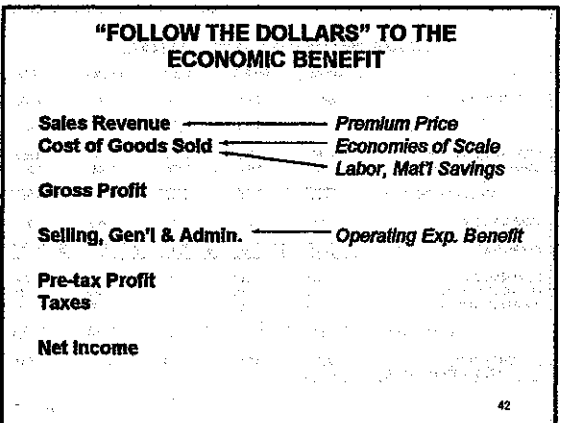 “FOLLOW THE DOLLARS” TO THE
ECONOMIC BENEFIT
Sales Revenue Premium Price
Cost of Goods Sold Economies of Scale
Labor, Mat'l Savings
Gross Profit
Selling, Gen'l & Admin. Operating Exp. Benefit
Pre-tax Profit
Taxes
Net Income
42